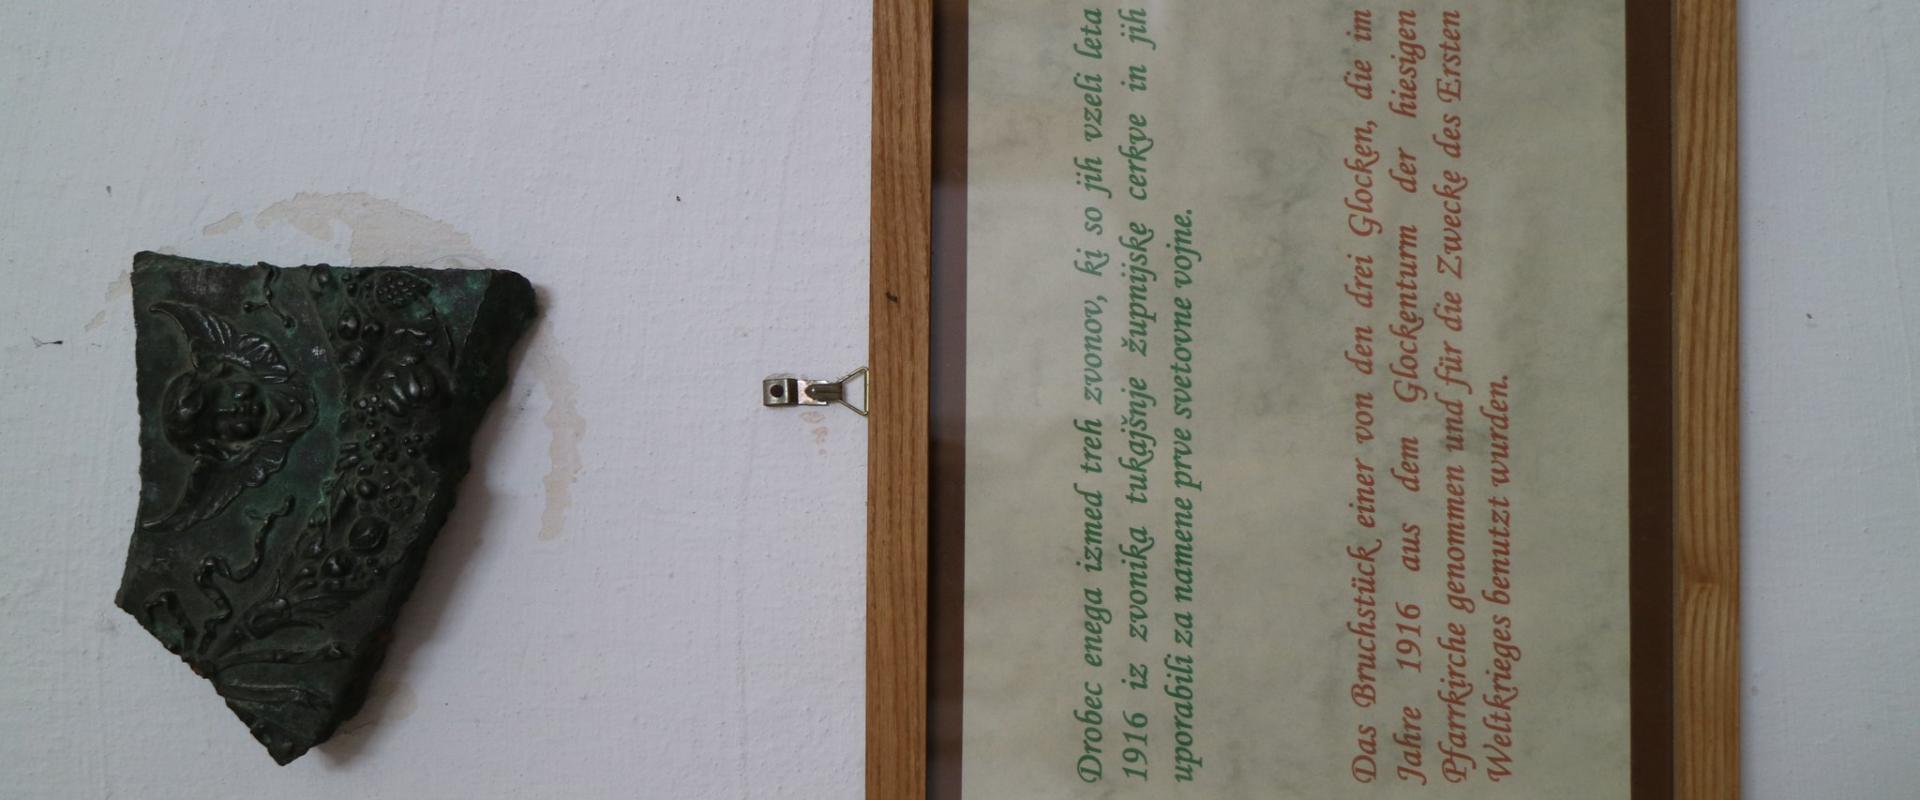 Drobec enega izmed treh zvonov, ki so jih vzeli leta
1916 iz zvonika tukajšnje župnijske cerkve in jih
uporabili za namene prve svetovne vojne.
Das Bruchstück einer von den drei Glocken, die im
Jahre 1916 aus dem Glockenturm der hiesigen
Pfarrkirche genommen und für die Zwecke des Ersten
Weltkrieges benutzt wurden.